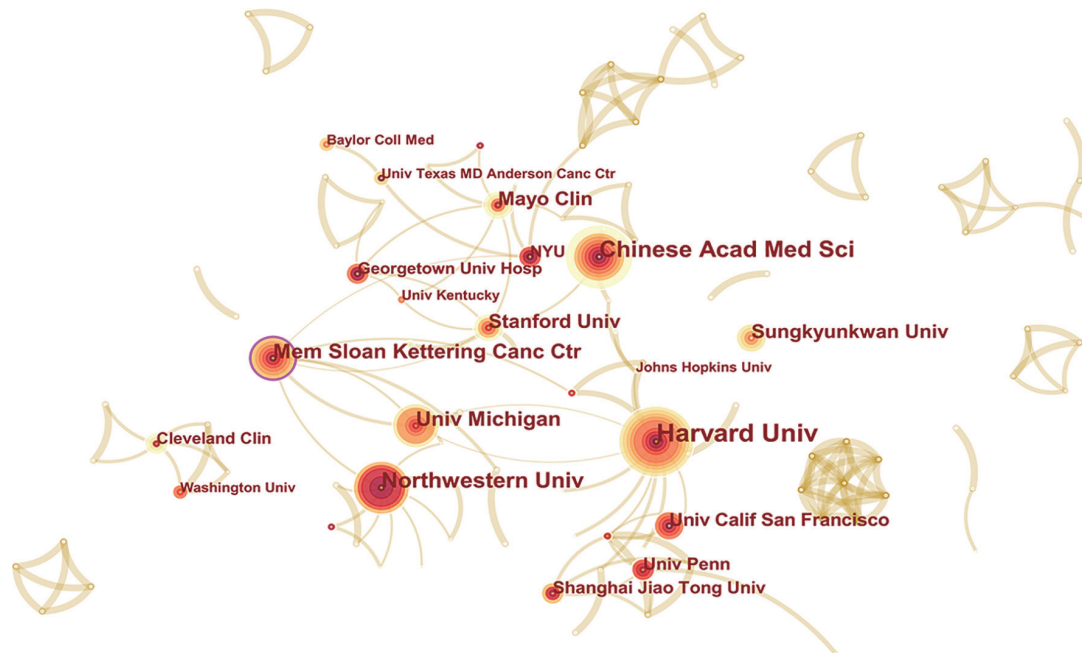 Baylor Coll Med
Univ Texas MD Anderson Canc Ctr
Mayo Clin
NYU
Chinese Acad Med Sci
Georgetown Univ Hosp
Univ Kentucky
Stanford Univ
Sungkyunkwan Univ
Mem Sloan Kettering Canc Ctr
Johns Hopkins Univ
Univ Michigan
Harvard Univ
Cleveland Clin
Northwestern Univ
Washington Univ
Univ Calif San Francisco
Univ Penn
Shanghai Jiao Tong Univ